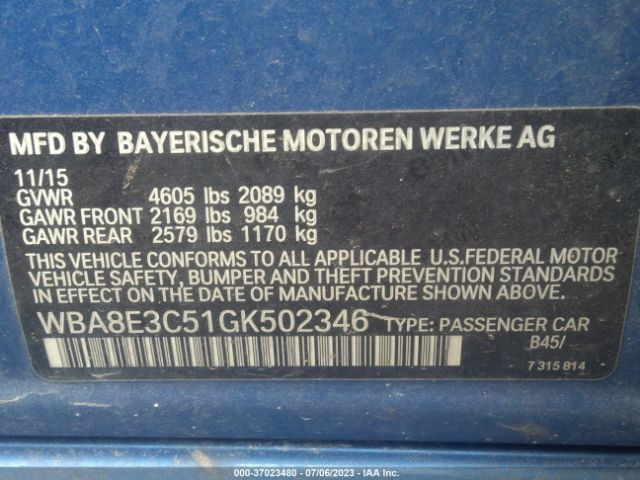 MFD BY BAYERISCHE MOTOREN WERKE AG
11/15
GVWR 4605 lbs 2089 kg
GAWR FRONT 2169 lbs 984 kg
GAWR REAR 2579 lbs 1170 kg
THIS VEHICLE CONFORMS TO ALL APPLICABLE U.S.FEDERAL MOTOR
VEHICLE SAFETY, BUMPER AND THEFT PREVENTION STANDARDS
IN EFFECT ON THE DATE OF MANUFACTURE SHOWN ABOVE.
WBA8E3C51GK502346 TYPE: PASSENGER CAR
B45/
7 315 814
000-37023480 - 07/06/2023 - IAA Inc.